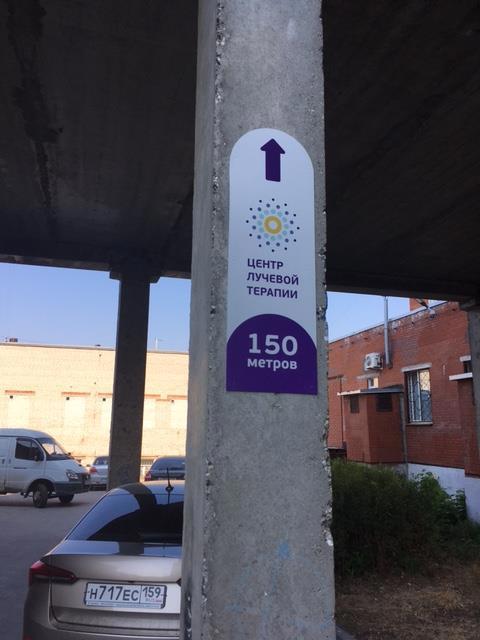 ЦЕНТР
ЛУЧЕВОЙ
ТЕРАПИИ
150
метров
Н717ЕС 159